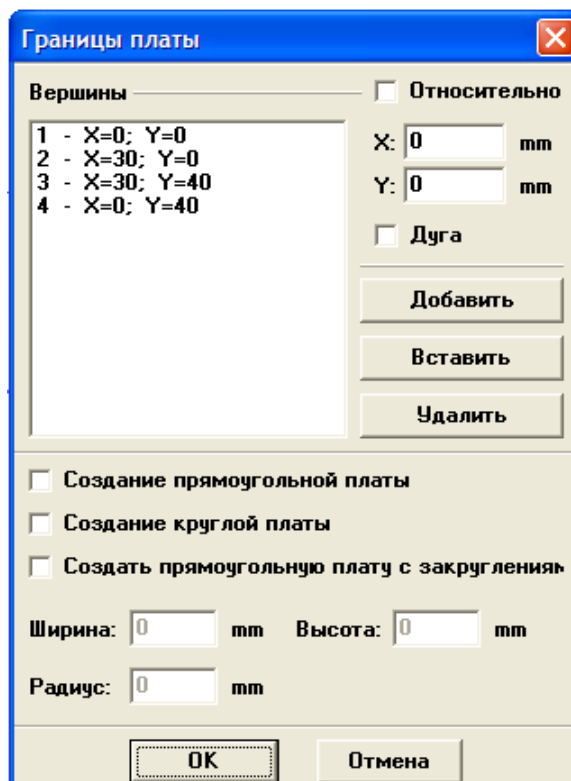 Границы платы
Вершины
Относительно
1 - X=0; Y=0
2 - X=30; Y=0
3 - X=30; Y=40
4 - X=0; Y=40
X: 0 mm
Y: 0 mm
Дуга
Добавить
Вставить
Удалить
Создание прямоугольной платы
Создание круглой платы
Создать прямоугольную плату с закруглениям
Ширина: 0 mm Высота: 0 mm
Радиус: 0 mm
OK Отмена